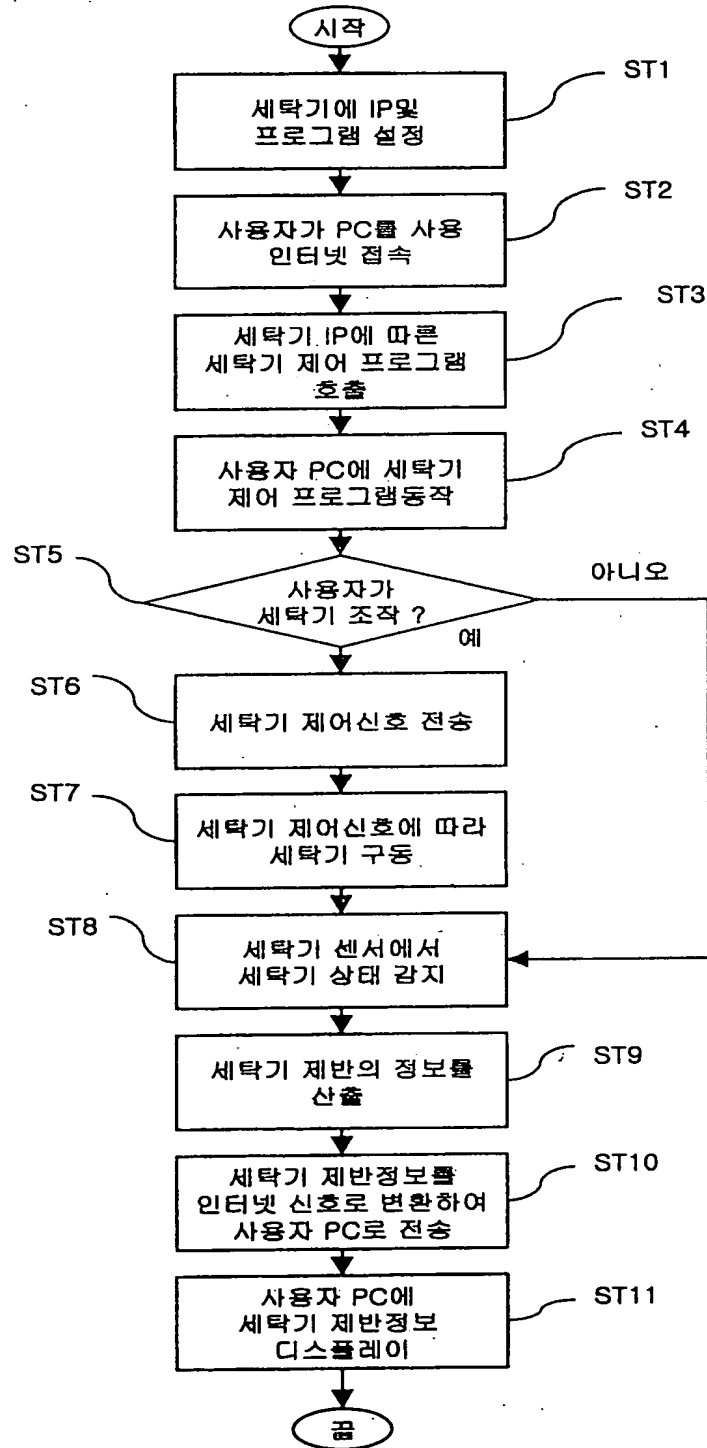 시작
ST1
세탁기에 IP및
프로그램 설정
ST2
사용자가 PC를 사용
인터넷 접속
ST3
세탁기 IP에 따른
세탁기 제어 프로그램
호출
ST4
사용자 PC에 세탁기
제어 프로그램동작
ST5
사용자가
세탁기 조작 ?
아니오
예
ST6
세탁기 제어신호 전송
ST7
세탁기 제어신호에 따라
세탁기 구동
ST8
세탁기 센서에서
세탁기 상태 감지
ST9
세탁기 제반의 정보를
산출
ST10
세탁기 제반정보를
인터넷 신호로 변환하여
사용자 PC로 전송
ST11
사용자 PC에
세탁기 제반정보
디스플레이
끝